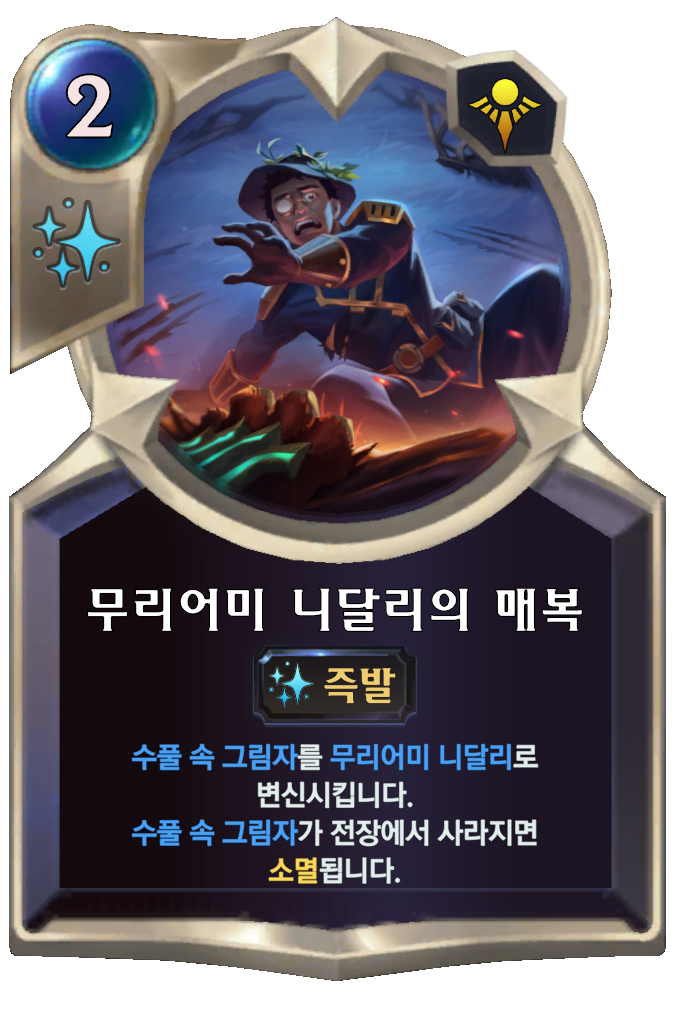 2
무리어미 니달리의 매복
즉발
수풀 속 그림자를 무리어미 니달리로
변신시킵니다.
수풀 속 그림자가 전장에서 사라지면
소멸됩니다.